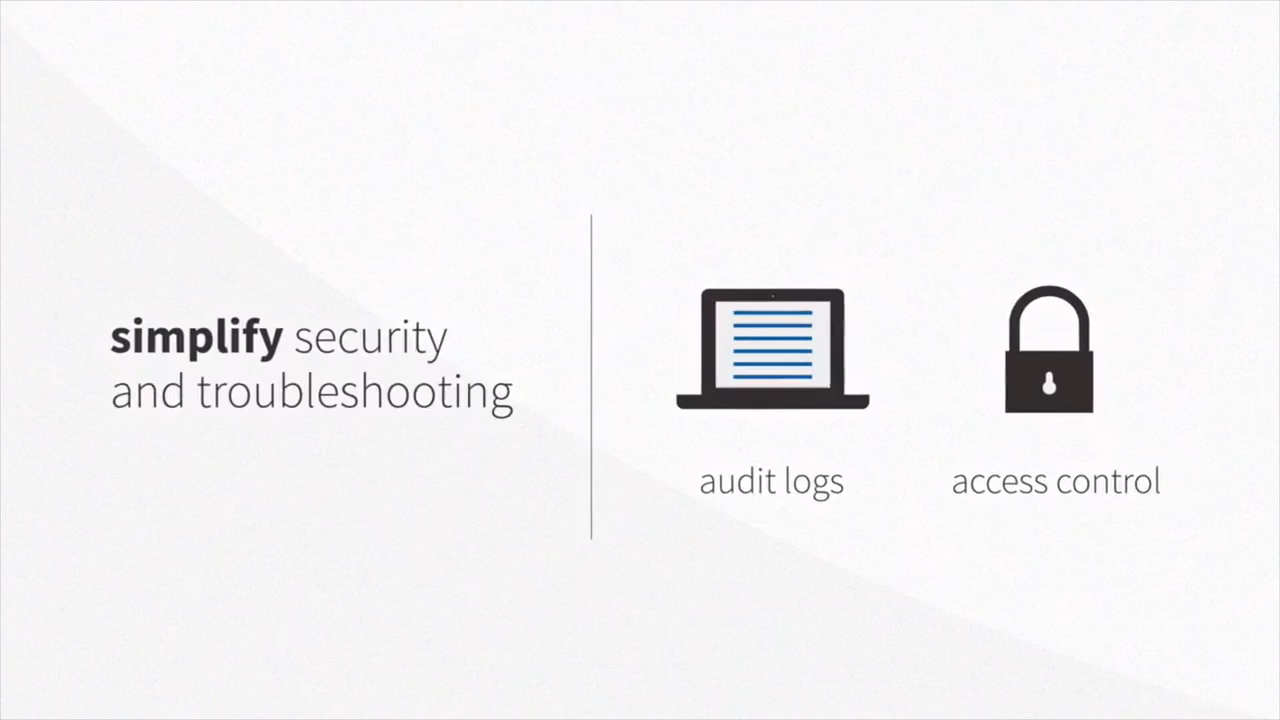 simplify security
and troubleshooting
audit logs
access control